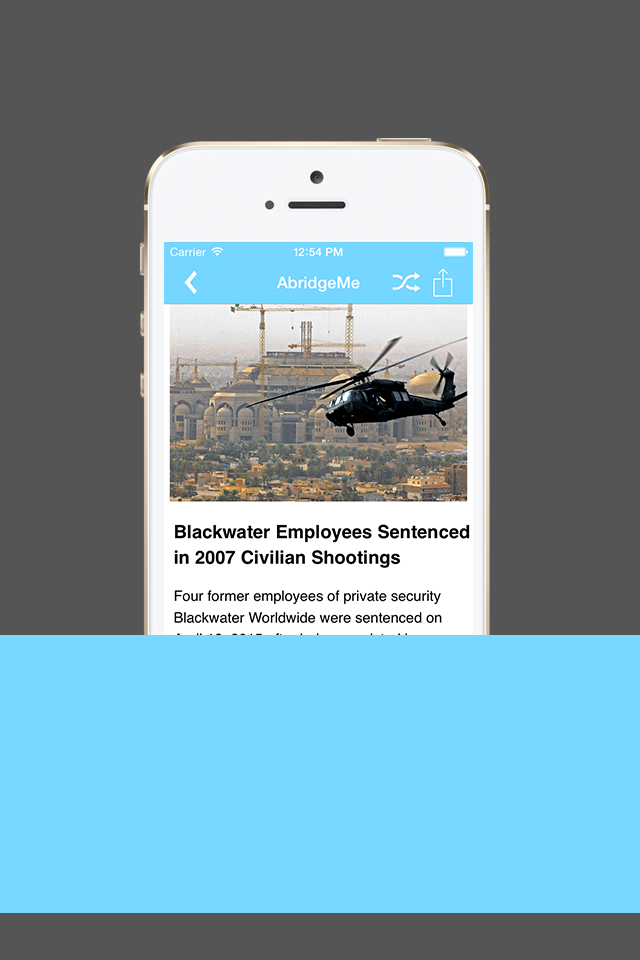 Carrier 12:54 PM
AbridgeMe
Blackwater Employees Sentenced
in 2007 Civilian Shootings
Four former employees of private security
Blackwater Worldwide were sentenced on